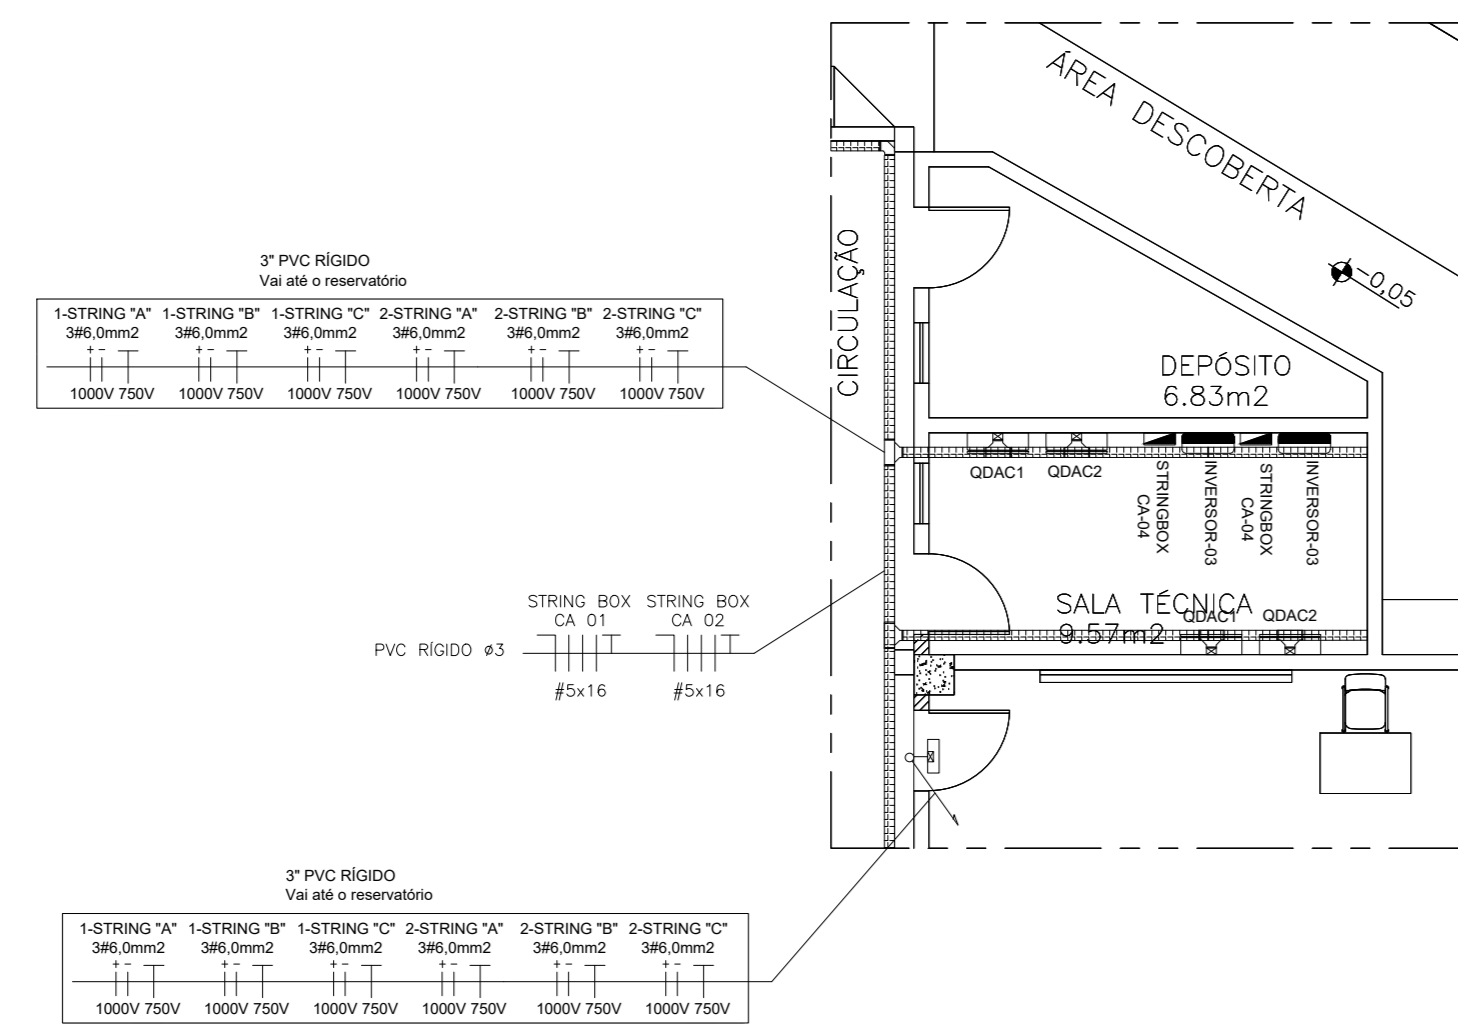 ÁREA DESCOBERTA
-0,05
CIRCULAÇÃO
3" PVC RÍGIDO
Vai até o reservatório
1-STRING "A" 1-STRING "B" 1-STRING "C" 2-STRING "A" 2-STRING "B" 2-STRING "C"
3#6,0mm2 3#6,0mm2 3#6,0mm2 3#6,0mm2 3#6,0mm2 3#6,0mm2
+ - + - + - + - + - + -
1000V 750V 1000V 750V 1000V 750V 1000V 750V 1000V 750V 1000V 750V
DEPÓSITO
6.83m2
QDAC1 QDAC2
STRINGBOX
CA-04
INVERSOR-03
STRINGBOX
CA-04
INVERSOR-03
SALA TÉCNICA
9.57m2
QDAC1 QDAC2
STRING BOX STRING BOX
CA 01 CA 02
PVC RÍGIDO ø3
#5x16 #5x16
3" PVC RÍGIDO
Vai até o reservatório
1-STRING "A" 1-STRING "B" 1-STRING "C" 2-STRING "A" 2-STRING "B" 2-STRING "C"
3#6,0mm2 3#6,0mm2 3#6,0mm2 3#6,0mm2 3#6,0mm2 3#6,0mm2
+ - + - + - + - + - + -
1000V 750V 1000V 750V 1000V 750V 1000V 750V 1000V 750V 1000V 750V